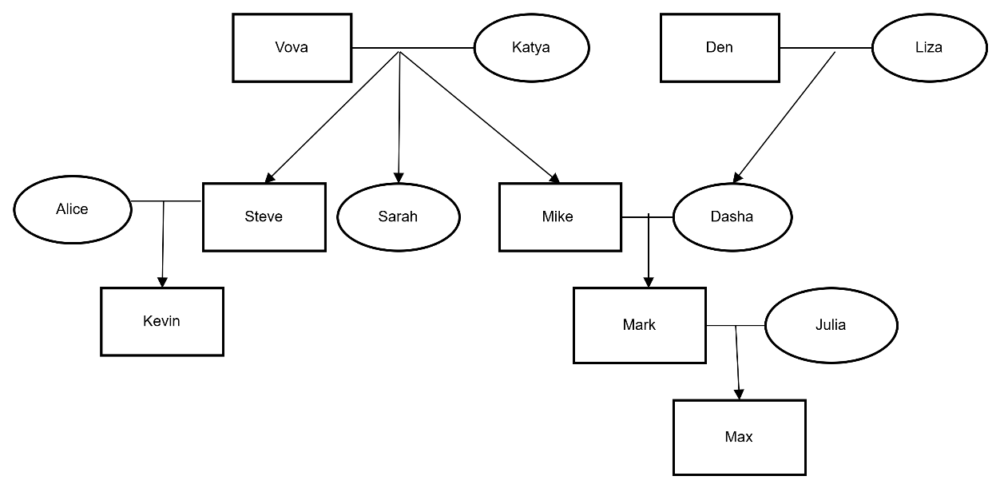 Vova
Katya
Den
Liza
Alice
Steve
Sarah
Mike
Dasha
Kevin
Mark
Julia
Max